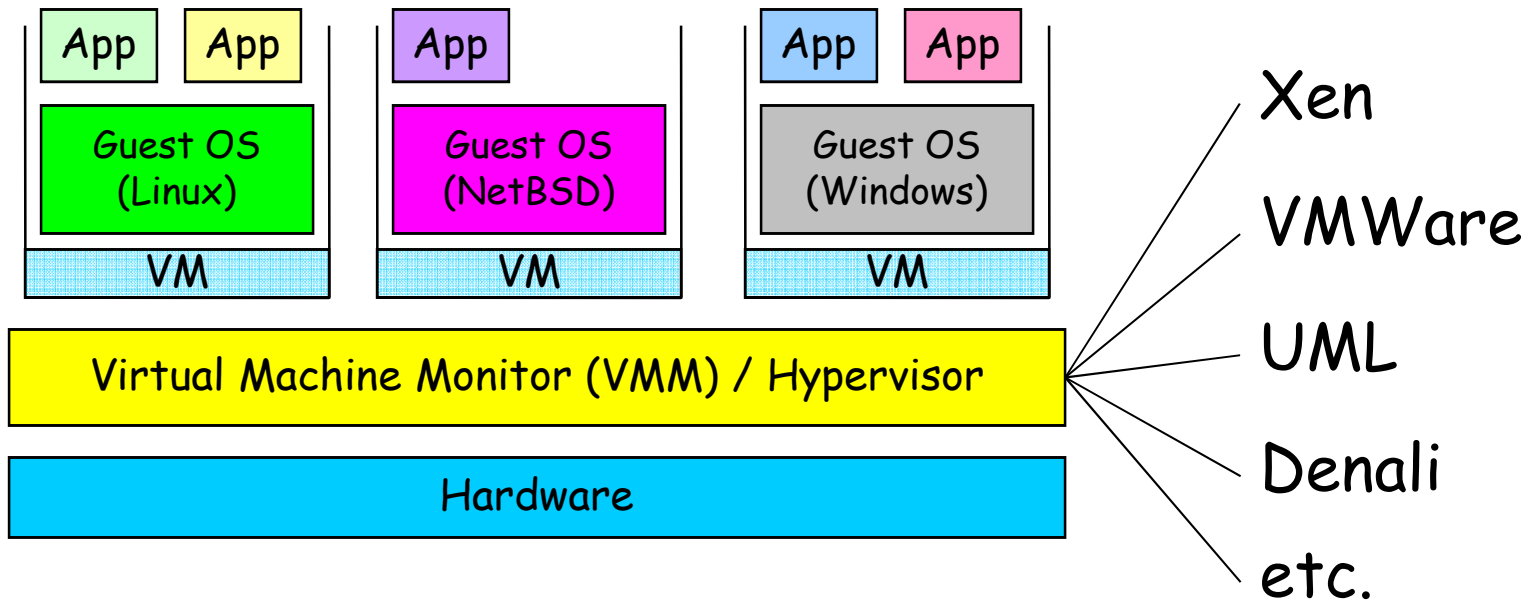 App App App App App
Guest OS
(Linux)
Guest OS
(NetBSD)
Guest OS
(Windows)
VM VM VM
Virtual Machine Monitor (VMM) / Hypervisor
Hardware
Xen
VMWare
UML
Denali
etc.